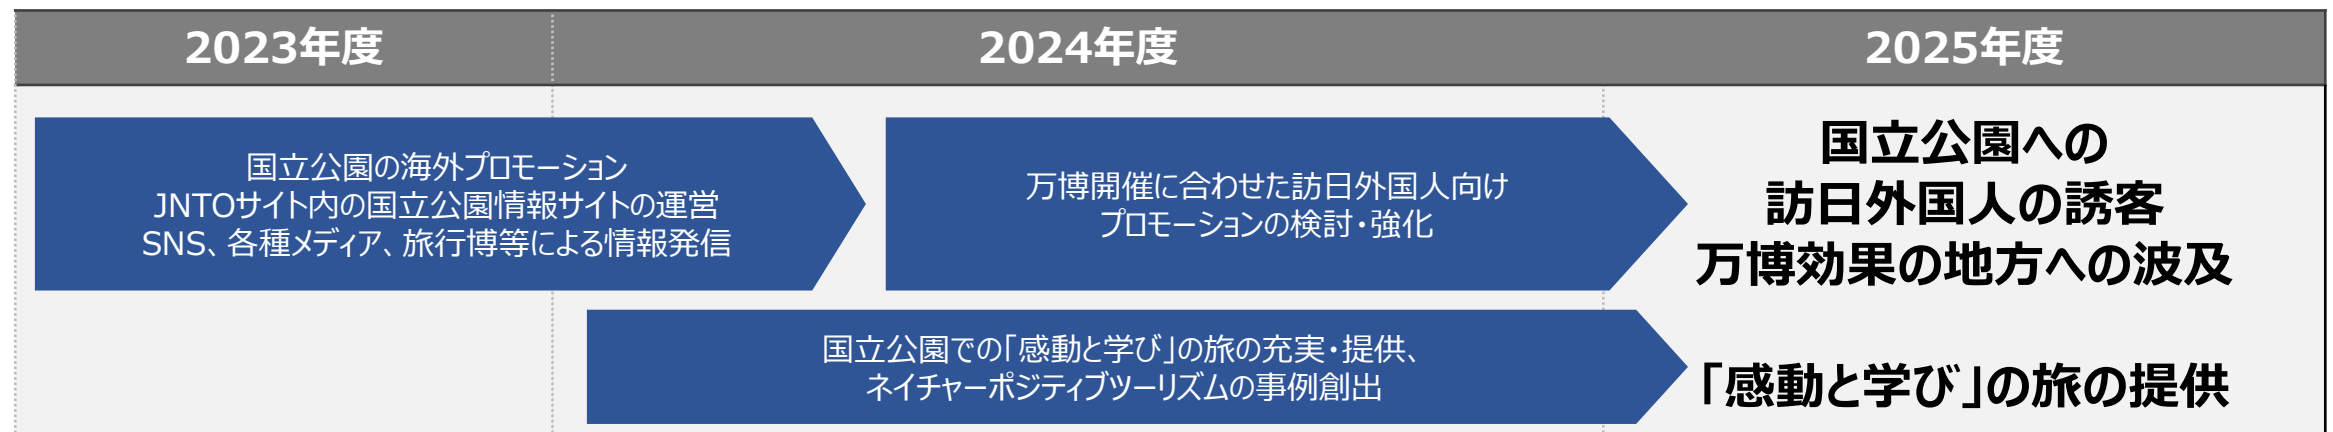 2023年度
2024年度
2025年度
国立公園の海外プロモーション
JNTOサイト内の国立公園情報サイトの運営
SNS、各種メディア、旅行博等による情報発信
万博開催に合わせた訪日外国人向け
プロモーションの検討・強化
国立公園への
訪日外国人の誘客
万博効果の地方への波及
国立公園での「感動と学び」の旅の充実・提供、
ネイチャーポジティブツーリズムの事例創出
「感動と学び」の旅の提供